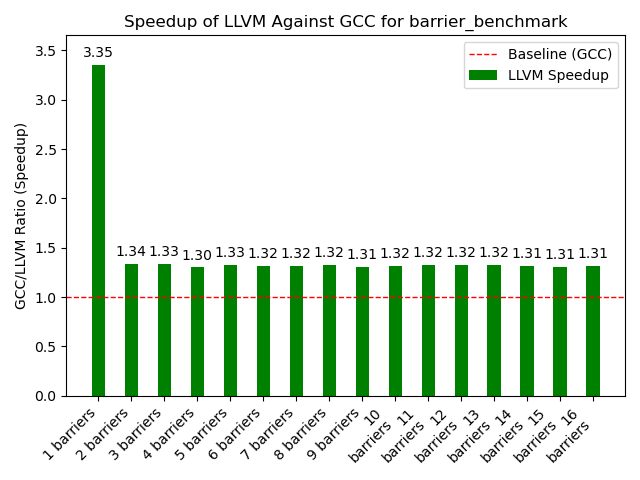 Speedup of LLVM Against GCC for barrier_benchmark
GCC/LLVM Ratio (Speedup)
3.5
3.0
2.5
2.0
1.5
1.0
0.5
0.0
Baseline (GCC)
LLVM Speedup
3.35
1.34
1.33
1.30
1.33
1.32
1.32
1.32
1.31
1.32
1.32
1.32
1.32
1.31
1.31
1.31
1 barriers
2 barriers
3 barriers
4 barriers
5 barriers
6 barriers
7 barriers
8 barriers
9 barriers
10
barriers
11
barriers
12
barriers
13
barriers
14
barriers
15
barriers
16
barriers